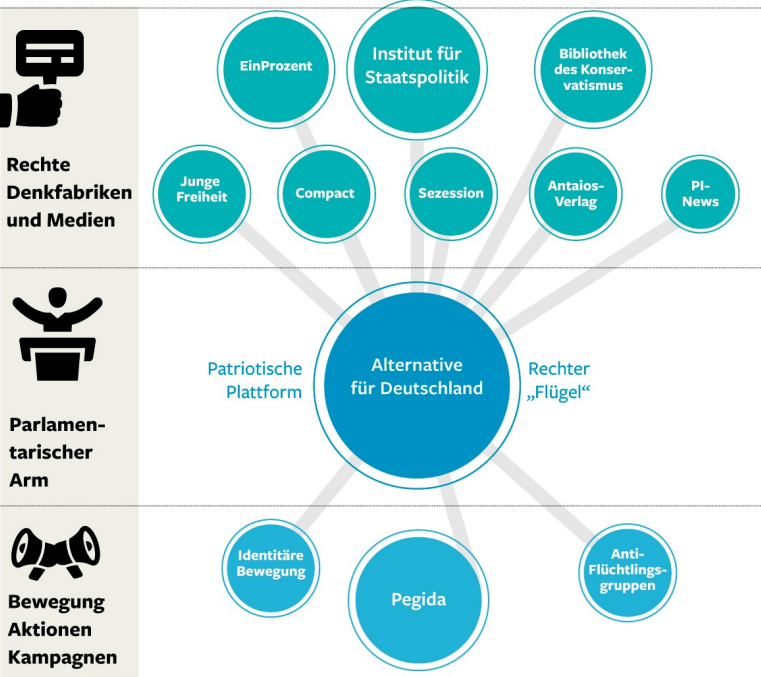 EinProzent
Institut für
Staatspolitik
Bibliothek
des Konser-
vatismus
Rechte
Denkfabriken
und Medien
Junge
Freiheit
Compact
Sezession
Antaios-
Verlag
PI-
News
Parlamen-
tarischer
Arm
Patriotische
Plattform
Alternative
für Deutschland
Rechter
„Flügel“
Bewegung
Aktionen
Kampagnen
Identitäre
Bewegung
Pegida
Anti-
Flüchtlings-
gruppen